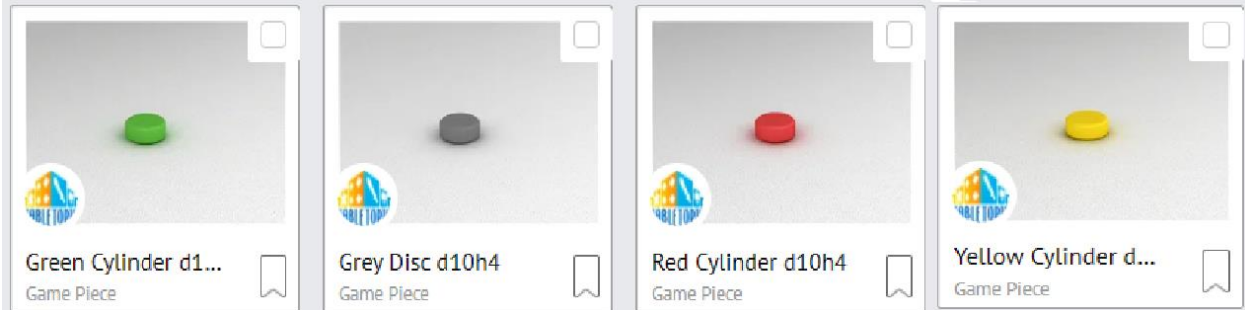 Green Cylinder d1...
Game Piece
Grey Disc d10h4
Game Piece
Red Cylinder d10h4
Game Piece
Yellow Cylinder d...
Game Piece